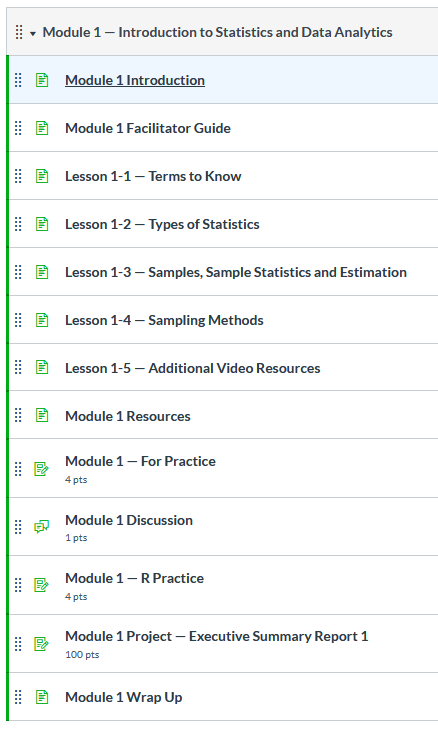 Module 1 — Introduction to Statistics and Data Analytics
Module 1 Introduction
Module 1 Facilitator Guide
Lesson 1-1 — Terms to Know
Lesson 1-2 — Types of Statistics
Lesson 1-3 — Samples, Sample Statistics and Estimation
Lesson 1-4 — Sampling Methods
Lesson 1-5 — Additional Video Resources
Module 1 Resources
Module 1 — For Practice
4 pts
Module 1 Discussion
1 pts
Module 1 — R Practice
4 pts
Module 1 Project — Executive Summary Report 1
100 pts
Module 1 Wrap Up